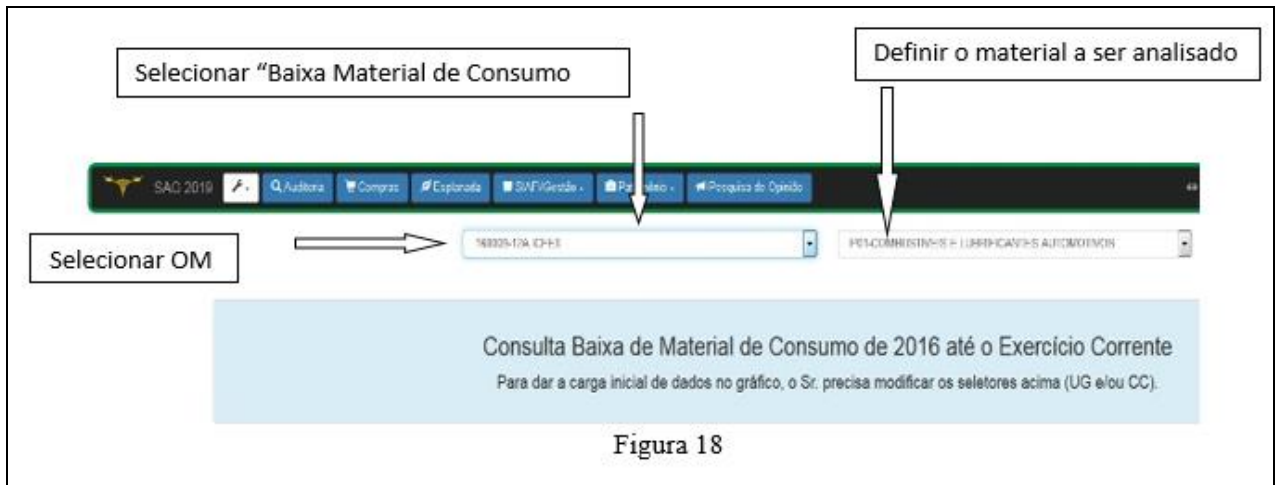 Selecionar “Baixa Material de Consumo
Definir o material a ser analisado
SAG 2019
Auditoria
Compras
Esplanada
SIAFI/Gestão
Pesquisa de Opinião
Selecionar OM
P01-COMBUSTIVEIS E LUBRIFICANTES AUTOMOTIVOS
Consulta Baixa de Material de Consumo de 2016 até o Exercício Corrente
Para dar a carga inicial de dados no gráfico, o Sr. precisa modificar os seletores acima (UG e/ou CC).
Figura 18